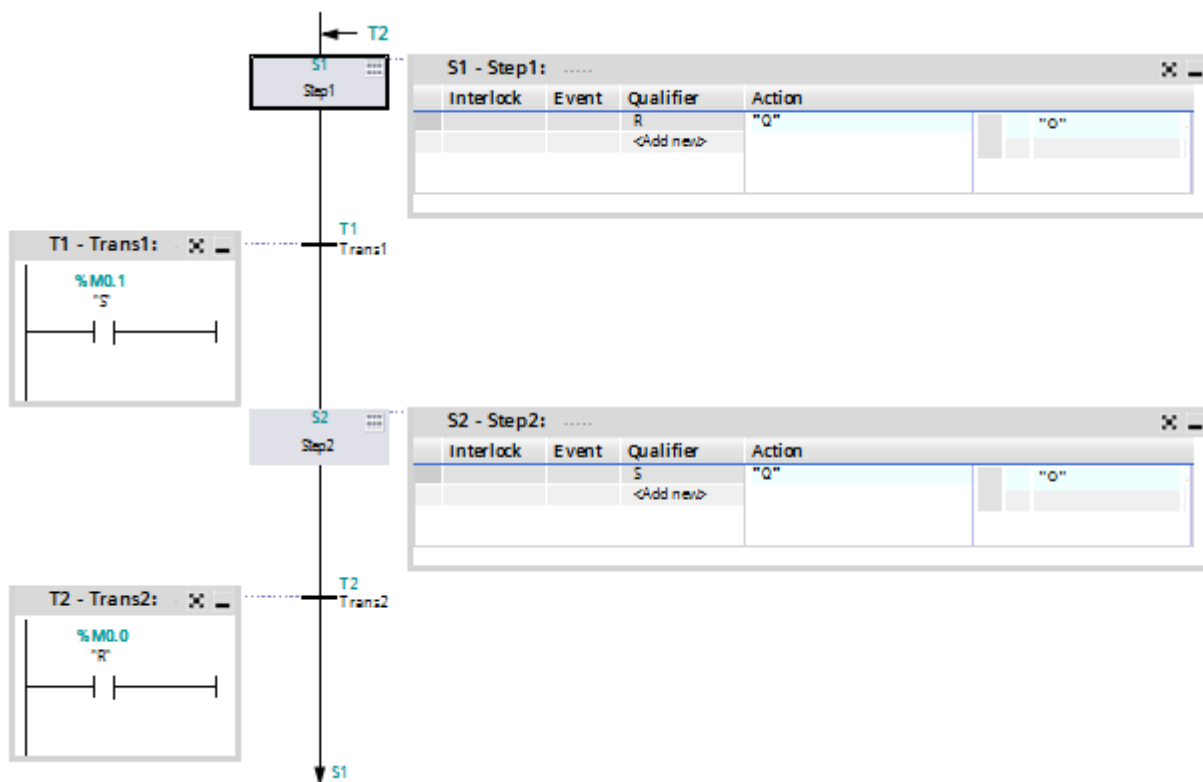 T2
S1
Step1
S1 - Step1: .....
Interlock Event Qualifier Action
R "Q" "O"
<Add new>
T1
Trans1
T1 - Trans1:
%M0.1
"S"
S2
Step2
S2 - Step2: .....
Interlock Event Qualifier Action
S "Q" "O"
<Add new>
T2
Trans2
T2 - Trans2:
%M0.0
"R"
S1